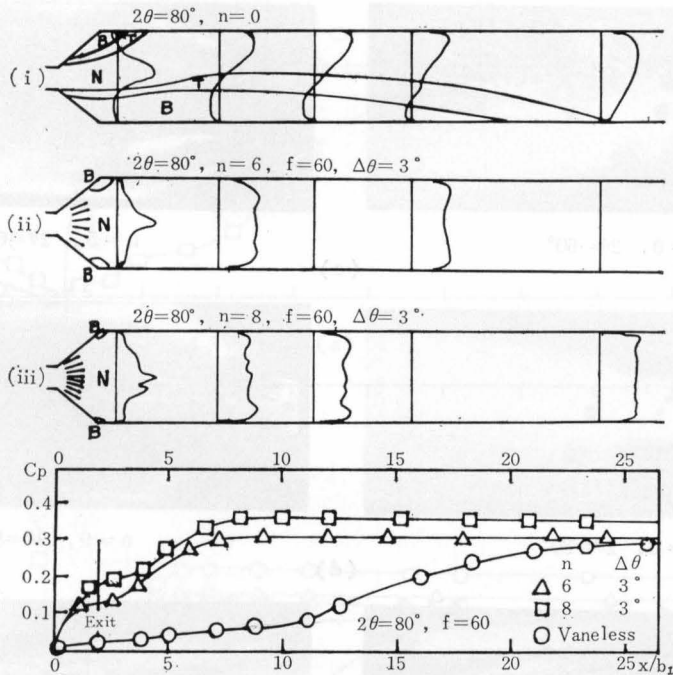 2θ=80°, n=0
B
T
(i)
N
T
B
2θ=80°, n=6, f=60, Δθ=3°
B
(ii)
N
B
2θ=80°, n=8, f=60, Δθ=3°
B
(iii)
N
B
Cp
0 5 10 15 20 25
0.4
0.3
0.2
0.1
Exit
n Δθ
△ 6 3°
□ 8 3°
○ Vaneless
2θ=80°, f=60
0 5 10 15 20 25 x/b₁